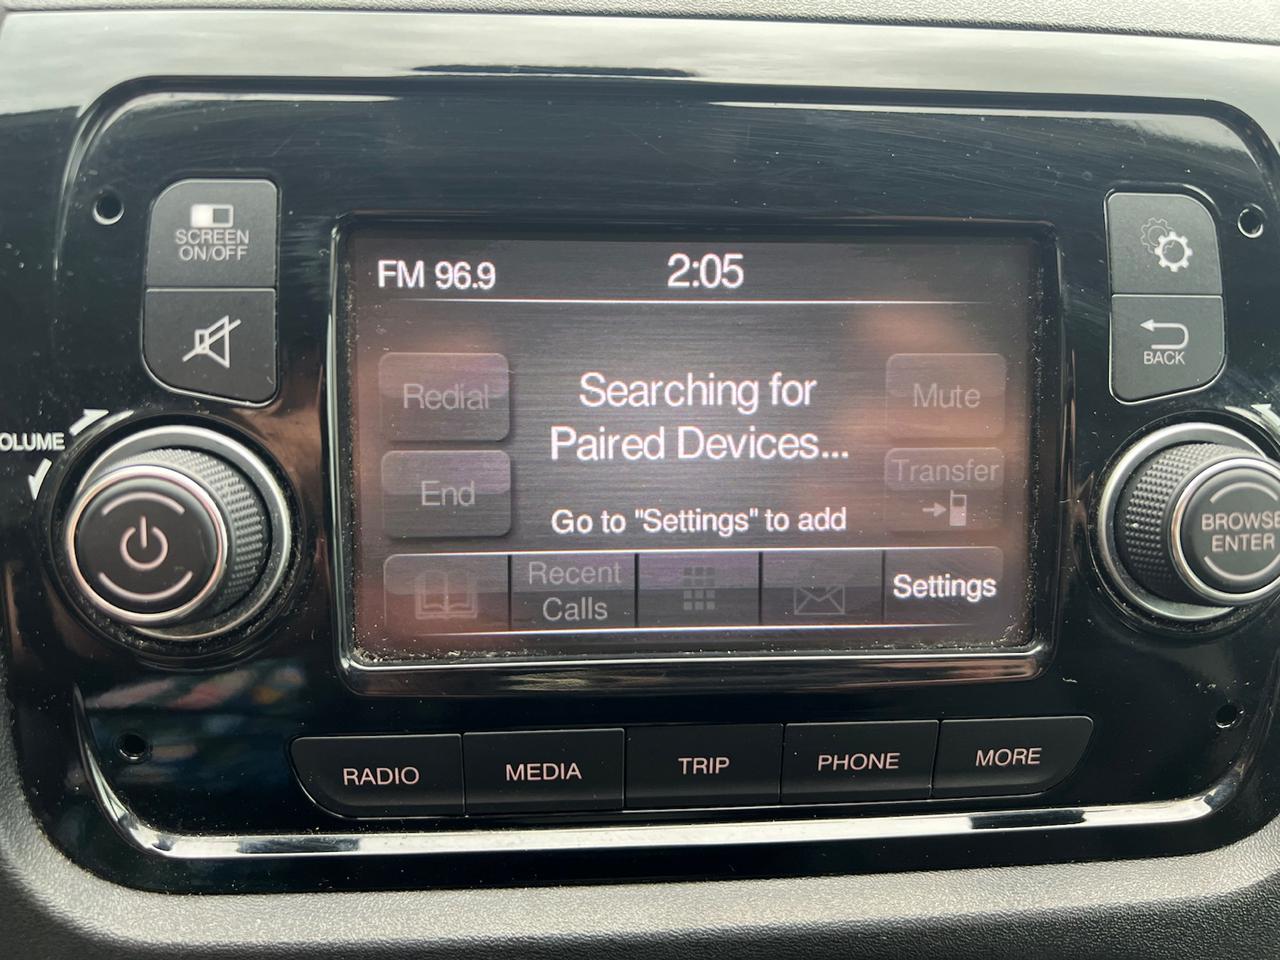 SCREEN
ON/OFF
BACK
FM 96.9 2:05
Redial
Searching for
Paired Devices...
Mute
End
Transfer
Go to "Settings" to add
Recent
Calls
Settings
OLUME
BROWSE
ENTER
RADIO
MEDIA
TRIP
PHONE
MORE